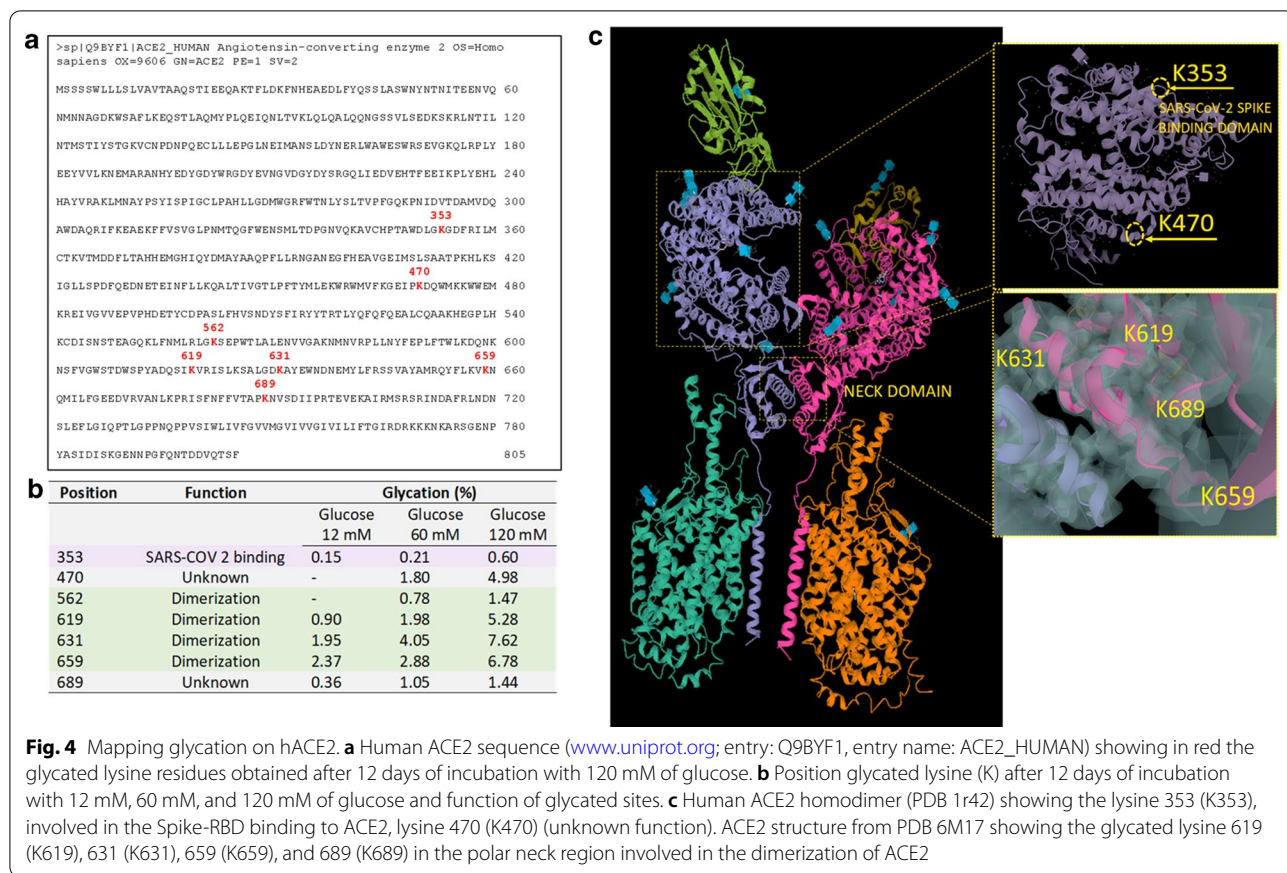 a
>sp|Q9BYF1|ACE2_HUMAN Angiotensin-converting enzyme 2 OS=Homo
sapiens OX=9606 GN=ACE2 PE=1 SV=2
MSSSSWLLLSLVAVTAAQSTIEEQAKTFLDKFNHEAEDLFYQSSLASWNYNTNITEENVQ 60
NMNNAGDKWSAFLKEQSTLAQMYPLQEIQNLTVKLQLQALQQNGSSVLSEDKSKRLNTIL 120
NTMSTIYSTGKVCNPDNPQECLLLEPGLNEIMANSLDYNERLWAWESWRSEVGKQLRPLY 180
EEYVVLKNEMARANHYEDYGDYWRGDYEVNGVDGYDYSRGQLIEDVEHTFEEIKPLYEHL 240
HAYVRAKLMNAYPSYISPIGCLPAHLLGDMWGRFWTNLYSLTVPFGQKPNIDVTDAMVDQ 300
353
AWDAQRIFKEAEKFFVSVGLPNMTQGFWENSMLTDPGNVQKAVCHPTAWDLGKGDFRILM 360
CTKVTMDDFLTAHHEMGHIQYDMAYAAQPFLLRNGANEGFHEAVGEIMSLSAATPKHLKS 420
470
IGLLSPDFQEDNETEINFLLKQALTIVGTLPFTYMLEKWRWMVFKGEIPKDQWMKKWWEM 480
KREIVGVVEPVPHDETYCDPASLFHVSNDYSFIRYYTRTLYQFQFQEALCQAAKHEGPLH 540
562
KCDISNSTEAGQKLFNMLRLGKSEPWTLALENVVGAKNMNVRPLLNYFEPLFTWLKDQNK 600
619 631 659
NSFVGWSTDWSPYADQSIKVRISLKSALGDKAYEWNDNEMYLFRSSVAYAMRQYFLKVKN 660
689
QMILFGEEDVRVANLKPRISFNFFVTAPKNVSDIIPRTEVEKAIRMSRSRINDAFRLNDN 720
SLEFLGIQPTLGPPNQPPVSIWLIVFGVVMGVIVVGIVILIFTGIRDRKKKNKARSGENP 780
YASIDISKGENNPGFQNTDDVQTSF 805
b
Position Function Glycation (%)
Glucose 12 mM Glucose 60 mM Glucose 120 mM
353 SARS-COV 2 binding 0.15 0.21 0.60
470 Unknown - 1.80 4.98
562 Dimerization - 0.78 1.47
619 Dimerization 0.90 1.98 5.28
631 Dimerization 1.95 4.05 7.62
659 Dimerization 2.37 2.88 6.78
689 Unknown 0.36 1.05 1.44
c
NECK DOMAIN
K353
SARS-CoV-2 SPIKE
BINDING DOMAIN
K470
K619
K631
K689
K659
Fig. 4 Mapping glycation on hACE2. a Human ACE2 sequence (www.uniprot.org; entry: Q9BYF1, entry name: ACE2_HUMAN) showing in red the
glycated lysine residues obtained after 12 days of incubation with 120 mM of glucose. b Position glycated lysine (K) after 12 days of incubation
with 12 mM, 60 mM, and 120 mM of glucose and function of glycated sites. c Human ACE2 homodimer (PDB 1r42) showing the lysine 353 (K353),
involved in the Spike-RBD binding to ACE2, lysine 470 (K470) (unknown function). ACE2 structure from PDB 6M17 showing the glycated lysine 619
(K619), 631 (K631), 659 (K659), and 689 (K689) in the polar neck region involved in the dimerization of ACE2